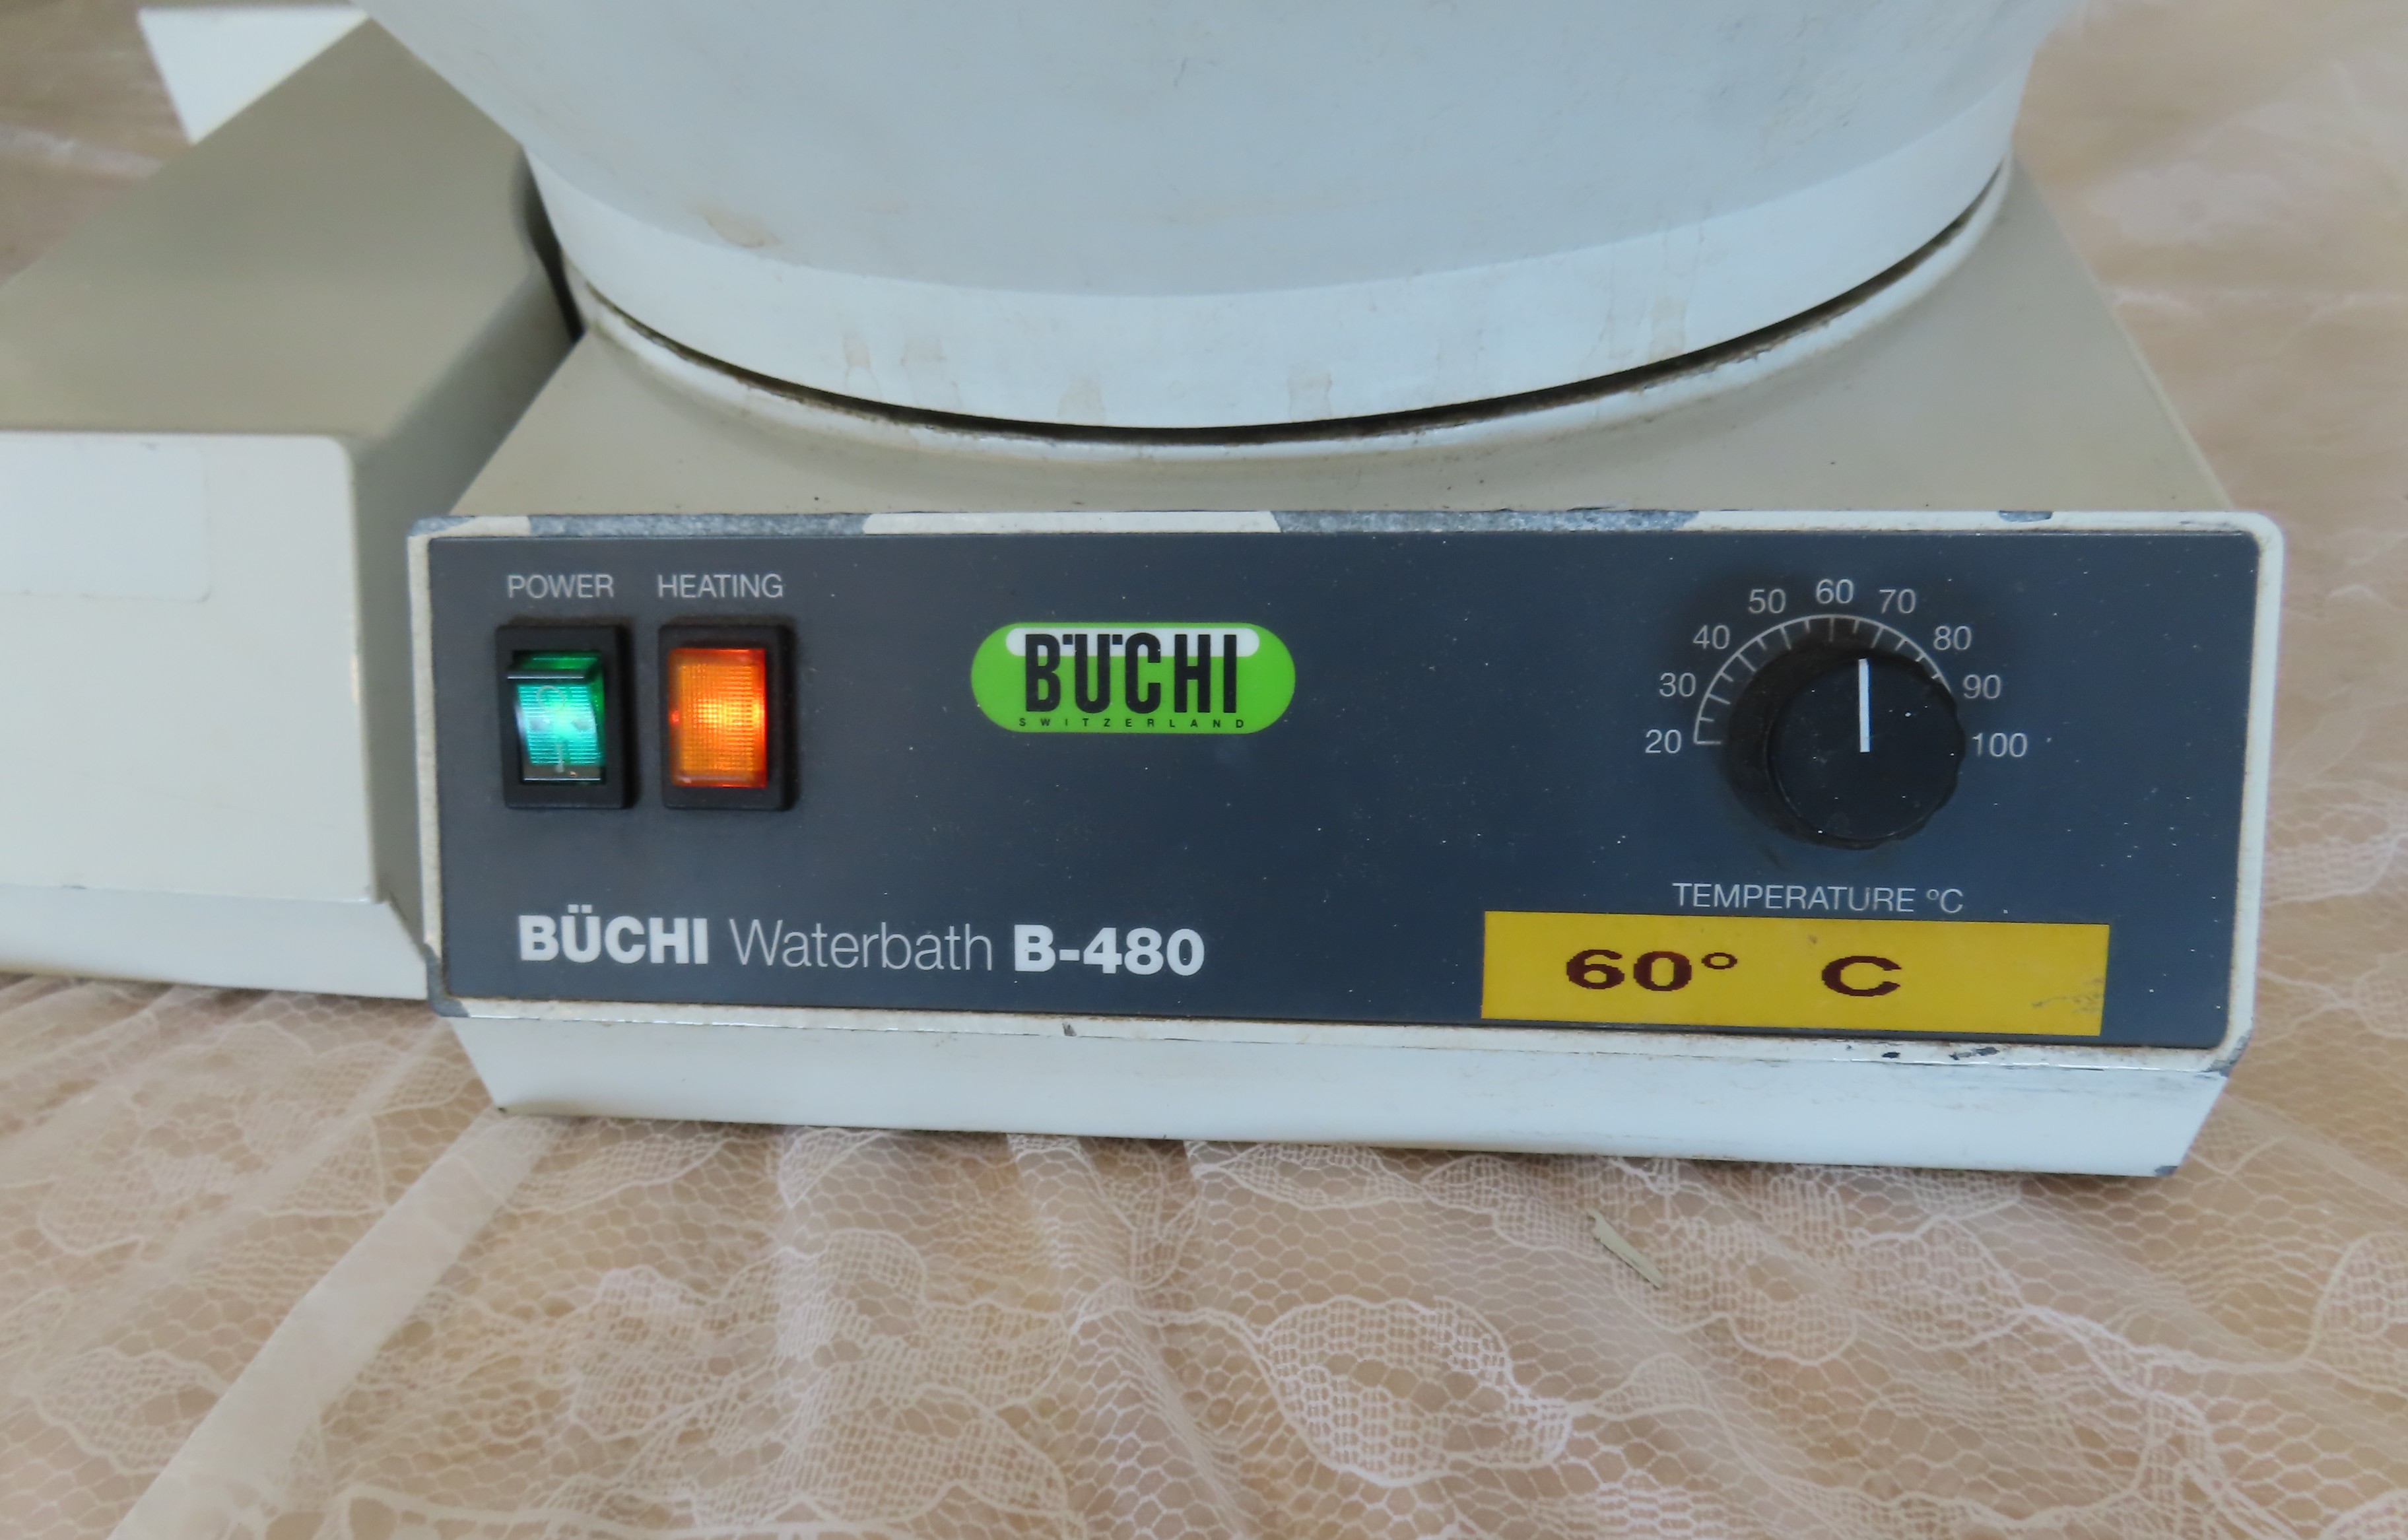 POWER HEATING
BÜCHI
SWITZERLAND
20 30 40 50 60 70 80 90 100
TEMPERATURE °C
BÜCHI Waterbath B-480
60° C